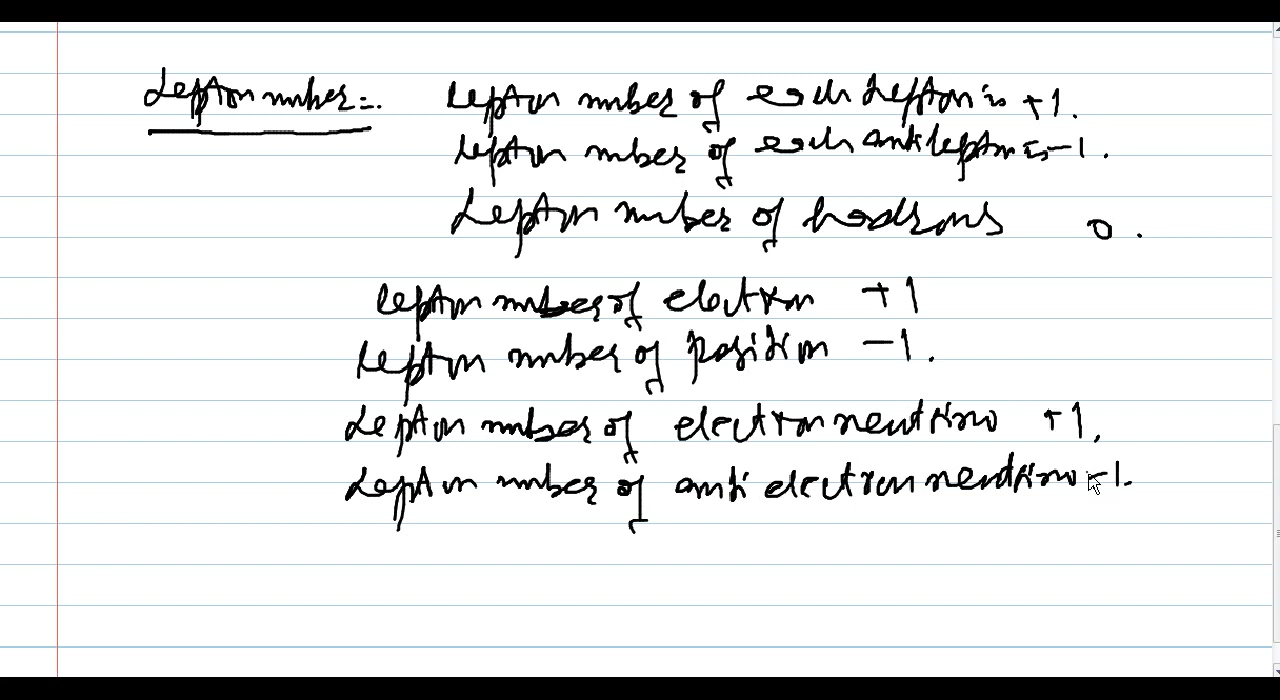 Lepton number:-. Lepton number of each Lepton is +1.
Lepton number of each antilepton is -1.
Lepton number of hadrons 0.
Lepton number of electron +1
Lepton number of positron -1.
Lepton number of electron neutrino +1.
Lepton number of anti electron neutrino -1.